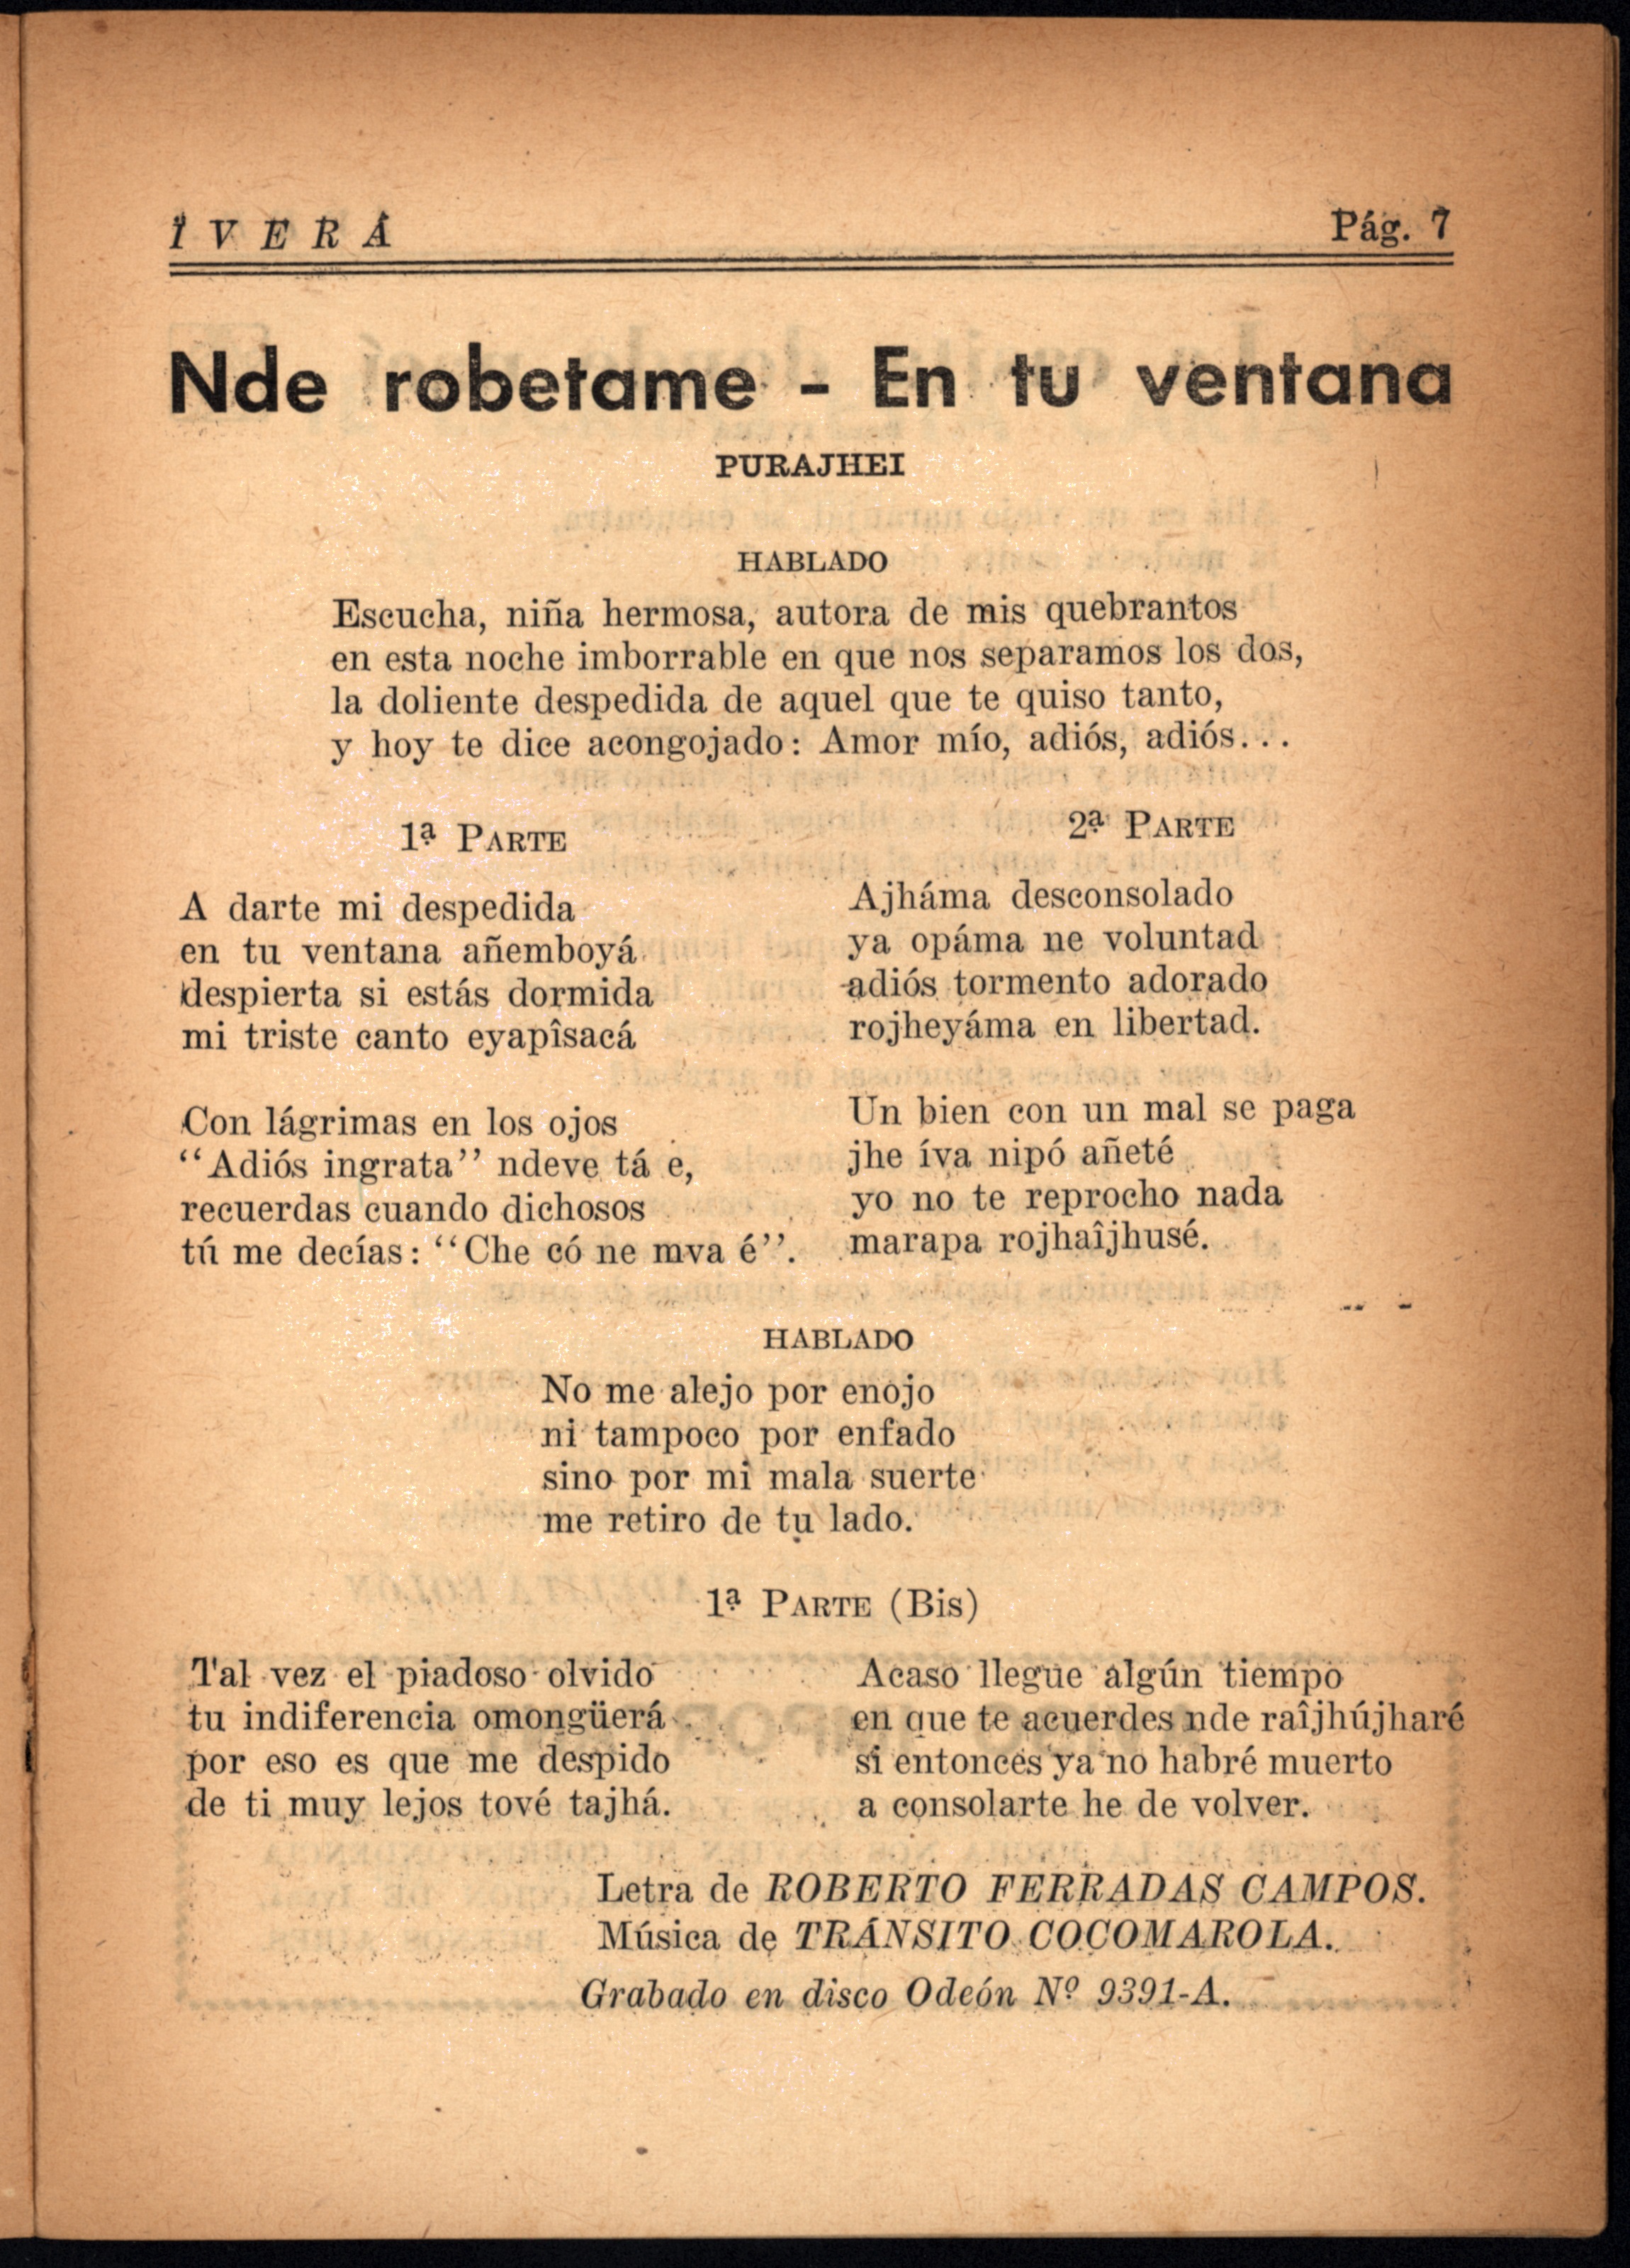 Î V E R Á
Pág. 7
Nde robetame - En tu ventana
PURAJHEI
HABLADO
Escucha, niña hermosa, autora de mis quebrantos
en esta noche imborrable en que nos separamos los dos,
la doliente despedida de aquel que te quiso tanto,
y hoy te dice acongojado: Amor mío, adiós, adiós...
1ª PARTE
A darte mi despedida
en tu ventana añemboyá
despierta si estás dormida
mi triste canto eyapîsacá
Con lágrimas en los ojos
“Adiós ingrata” ndeve tá e,
recuerdas cuando dichosos
tú me decías: “Che có ne mva é”.
2ª PARTE
Ajháma desconsolado
ya opáma ne voluntad
adiós tormento adorado
rojheyáma en libertad.
Un bien con un mal se paga
jhe íva nipó añeté
yo no te reprocho nada
marapa rojhaîjhusé.
HABLADO
No me alejo por enojo
ni tampoco por enfado
sino por mi mala suerte
me retiro de tu lado.
1ª PARTE (Bis)
Tal vez el piadoso olvido
tu indiferencia omongüerá
por eso es que me despido
de ti muy lejos tové tajhá.
Acaso llegue algún tiempo
en que te acuerdes nde raîjhújharé
si entonces ya no habré muerto
a consolarte he de volver.
Letra de ROBERTO FERRADAS CAMPOS.
Música de TRÁNSITO COCOMAROLA.
Grabado en disco Odeón Nº 9391-A.